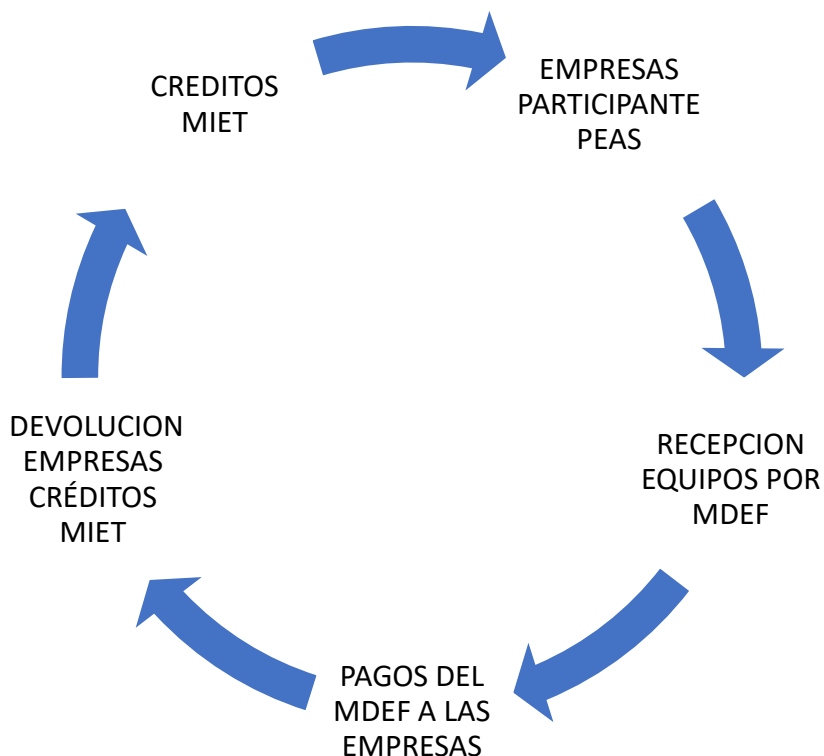 CREDITOS
MIET
EMPRESAS
PARTICIPANTE
PEAS
RECEPCION
EQUIPOS POR
MDEF
PAGOS DEL
MDEF A LAS
EMPRESAS
DEVOLUCION
EMPRESAS
CRÉDITOS
MIET